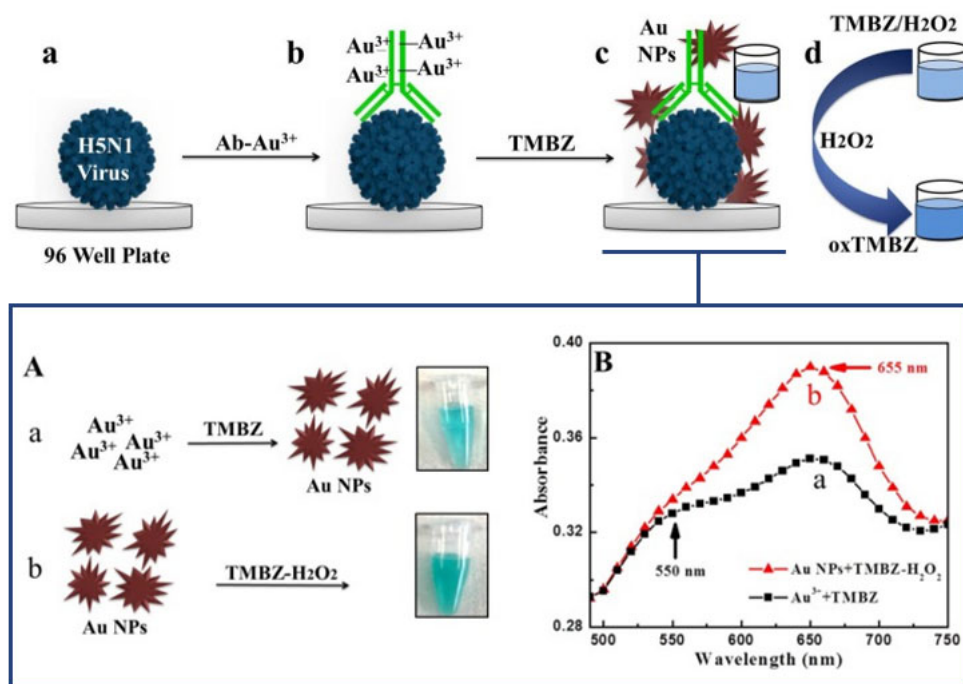 a
b
c
d
H5N1
Virus
96 Well Plate
Ab-Au³⁺
Au³⁺
Au³⁺
Au³⁺
Au³⁺
TMBZ
Au
NPs
TMBZ/H2O2
H2O2
oxTMBZ
A
a
Au³⁺
Au³⁺ Au³⁺
Au³⁺
TMBZ
Au NPs
b
Au NPs
TMBZ-H₂O₂
B
Absorbance
0.40
0.36
0.32
0.28
655 nm
b
a
550 nm
Au NPs+TMBZ-H₂O₂
Au³⁻+TMBZ
500 550 600 650 700 750
Wavelength (nm)